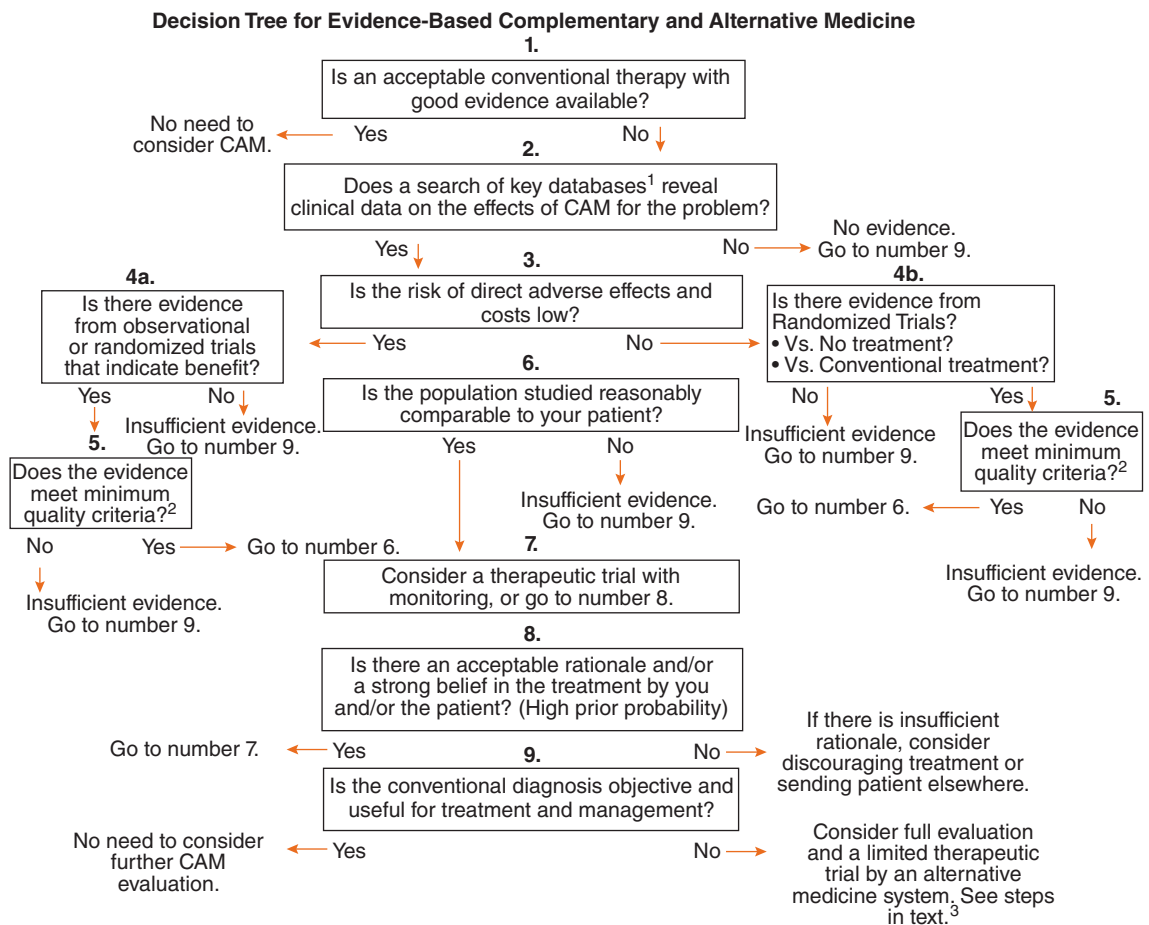 Decision Tree for Evidence-Based Complementary and Alternative Medicine
1.
Is an acceptable conventional therapy with
good evidence available?
No need to
consider CAM.
Yes
No
2.
Does a search of key databases1 reveal
clinical data on the effects of CAM for the problem?
Yes
No
No evidence.
Go to number 9.
3.
Is the risk of direct adverse effects and
costs low?
Yes
No
4a.
Is there evidence
from observational
or randomized trials
that indicate benefit?
Yes
No
Insufficient evidence.
Go to number 9.
5.
Does the evidence
meet minimum
quality criteria?2
No
Yes
Go to number 6.
Insufficient evidence.
Go to number 9.
4b.
Is there evidence from
Randomized Trials?
• Vs. No treatment?
• Vs. Conventional treatment?
No
Yes
Insufficient evidence
Go to number 9.
5.
Does the evidence
meet minimum
quality criteria?2
Go to number 6.
Yes
No
Insufficient evidence.
Go to number 9.
6.
Is the population studied reasonably
comparable to your patient?
Yes
No
Insufficient evidence.
Go to number 9.
7.
Consider a therapeutic trial with
monitoring, or go to number 8.
8.
Is there an acceptable rationale and/or
a strong belief in the treatment by you
and/or the patient? (High prior probability)
Go to number 7.
Yes
No
If there is insufficient
rationale, consider
discouraging treatment or
sending patient elsewhere.
9.
Is the conventional diagnosis objective and
useful for treatment and management?
No need to consider
further CAM
evaluation.
Yes
No
Consider full evaluation
and a limited therapeutic
trial by an alternative
medicine system. See steps
in text.3